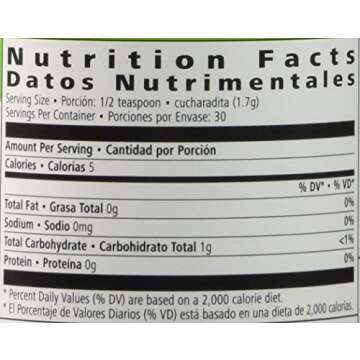 Nutrition Facts
Datos Nutrimentales
Serving Size • Porción: 1/2 teaspoon • cucharadita (1.7g)
Servings Per Container • Porciones por Envase: 30
Amount Per Serving • Cantidad por Porción
Calories • Calorías 5
% DV* • % VD*
Total Fat • Grasa Total 0g 0%
Sodium • Sodio 0mg 0%
Total Carbohydrate • Carbohidrato Total 1g <1%
Protein • Proteína 0g 0%
* Percent Daily Values (% DV) are based on a 2,000 calorie diet.
* El Porcentaje de Valores Diarios (% VD) está basado en una dieta de 2,000 calorías.